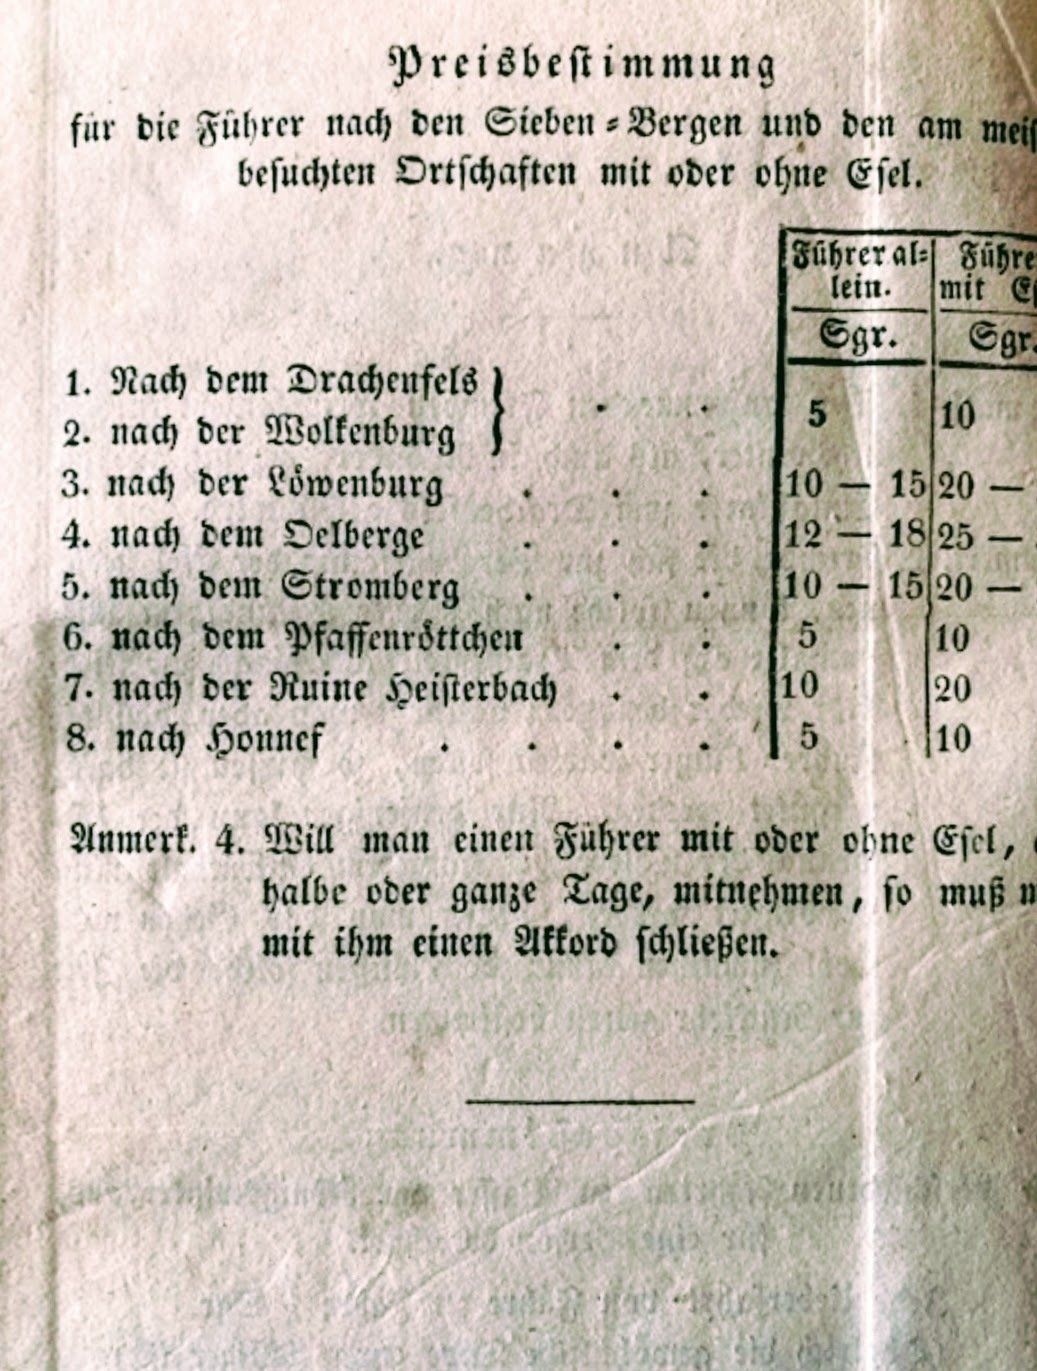 Preisbestimmung
für die Führer nach den Sieben-Bergen und den am meis
besuchten Ortschaften mit oder ohne Esel.
Führer al- Führe
lein. mit Es
Sgr. Sgr.
1. Nach dem Drachenfels } . . 5 10
2. nach der Wolkenburg
3. nach der Löwenburg . . . 10 — 15 20 —
4. nach dem Oelberge . . . 12 — 18 25 —
5. nach dem Stromberg . . . 10 — 15 20 —
6. nach dem Pfaffenröttchen . . 5 10
7. nach der Ruine Heisterbach . . 10 20
8. nach Honnef . . . . 5 10
Anmerk. 4. Will man einen Führer mit oder ohne Esel,
halbe oder ganze Tage, mitnehmen, so muß
mit ihm einen Akkord schließen.